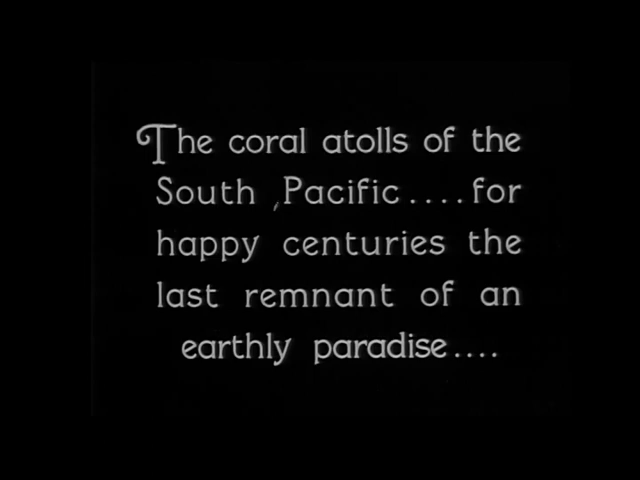 The coral atolls of the
South Pacific....for
happy centuries the
last remnant of an
earthly paradise....